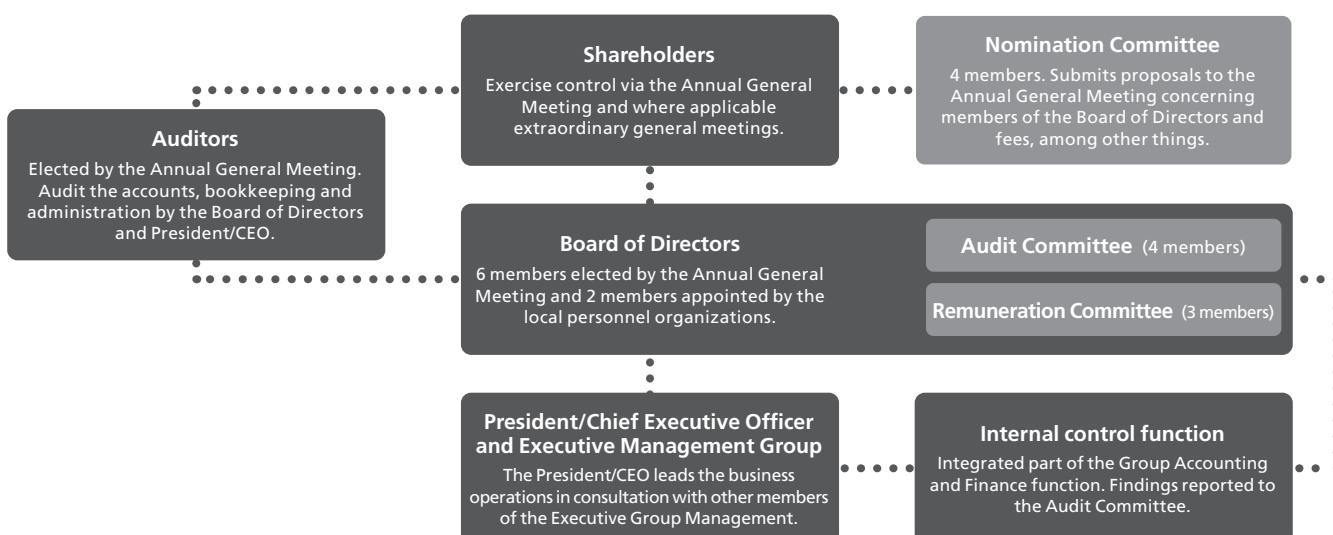 Shareholders
Exercise control via the Annual General
Meeting and where applicable
extraordinary general meetings.
Nomination Committee
4 members. Submits proposals to the
Annual General Meeting concerning
members of the Board of Directors and
fees, among other things.
Auditors
Elected by the Annual General Meeting.
Audit the accounts, bookkeeping and
administration by the Board of Directors
and President/CEO.
Board of Directors
6 members elected by the Annual General
Meeting and 2 members appointed by the
local personnel organizations.
Audit Committee (4 members)
Remuneration Committee (3 members)
President/Chief Executive Officer
and Executive Management Group
The President/CEO leads the business
operations in consultation with other members
of the Executive Group Management.
Internal control function
Integrated part of the Group Accounting
and Finance function. Findings reported to
the Audit Committee.